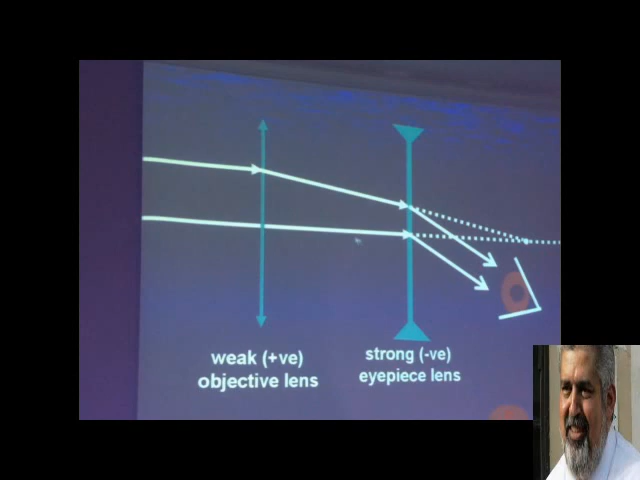 weak (+ve)
objective lens
strong (-ve)
eyepiece lens